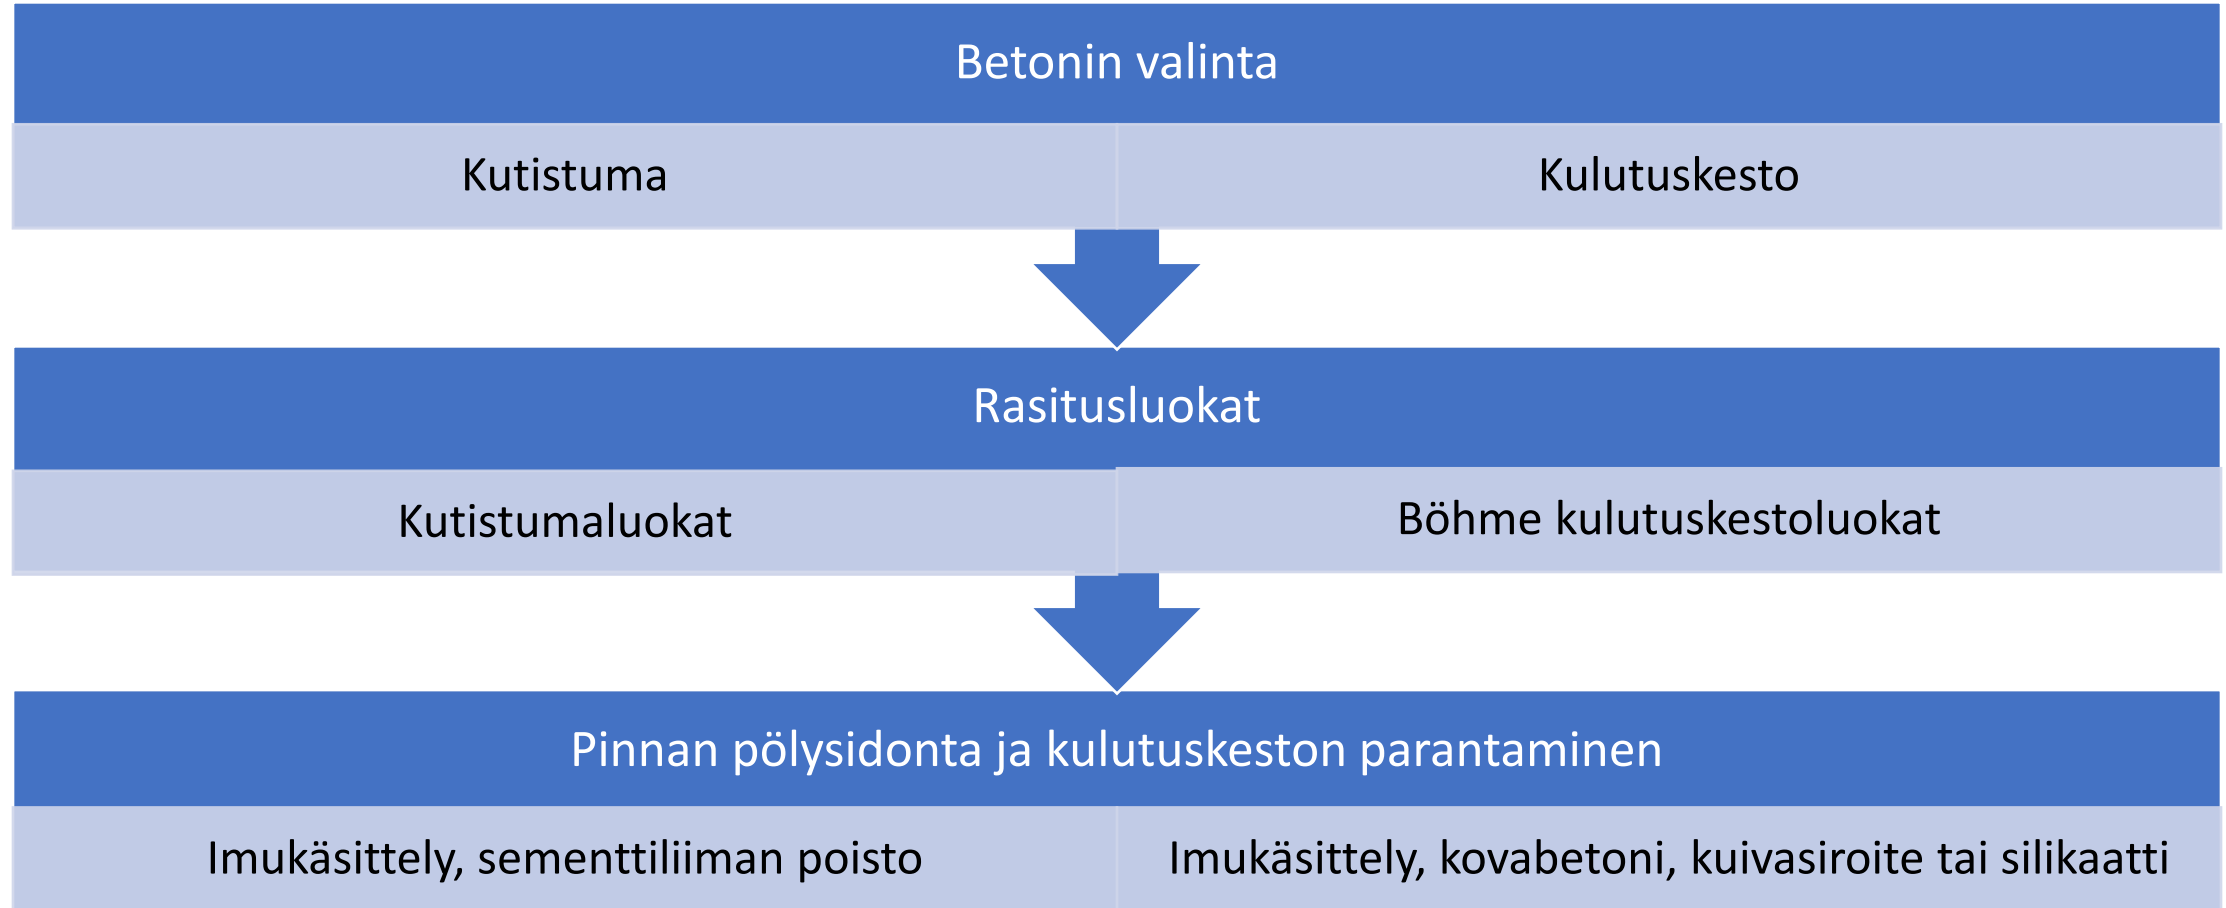 Betonin valinta
Kutistuma
Kulutuskesto
Rasitusluokat
Kutistumaluokat
Böhme kulutuskestoluokat
Pinnan pölysidonta ja kulutuskeston parantaminen
Imukäsittely, sementtiliiman poisto
Imukäsittely, kovabetoni, kuivasiroite tai silikaatti